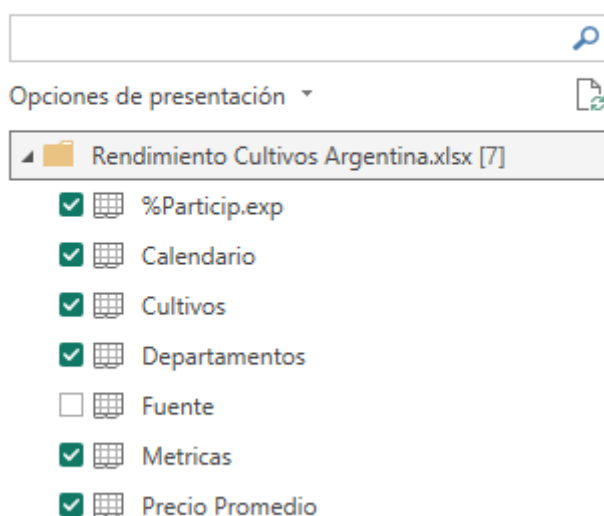 Opciones de presentación
Rendimiento Cultivos Argentina.xlsx [7]
%Particip.exp
Calendario
Cultivos
Departamentos
Fuente
Metricas
Precio Promedio